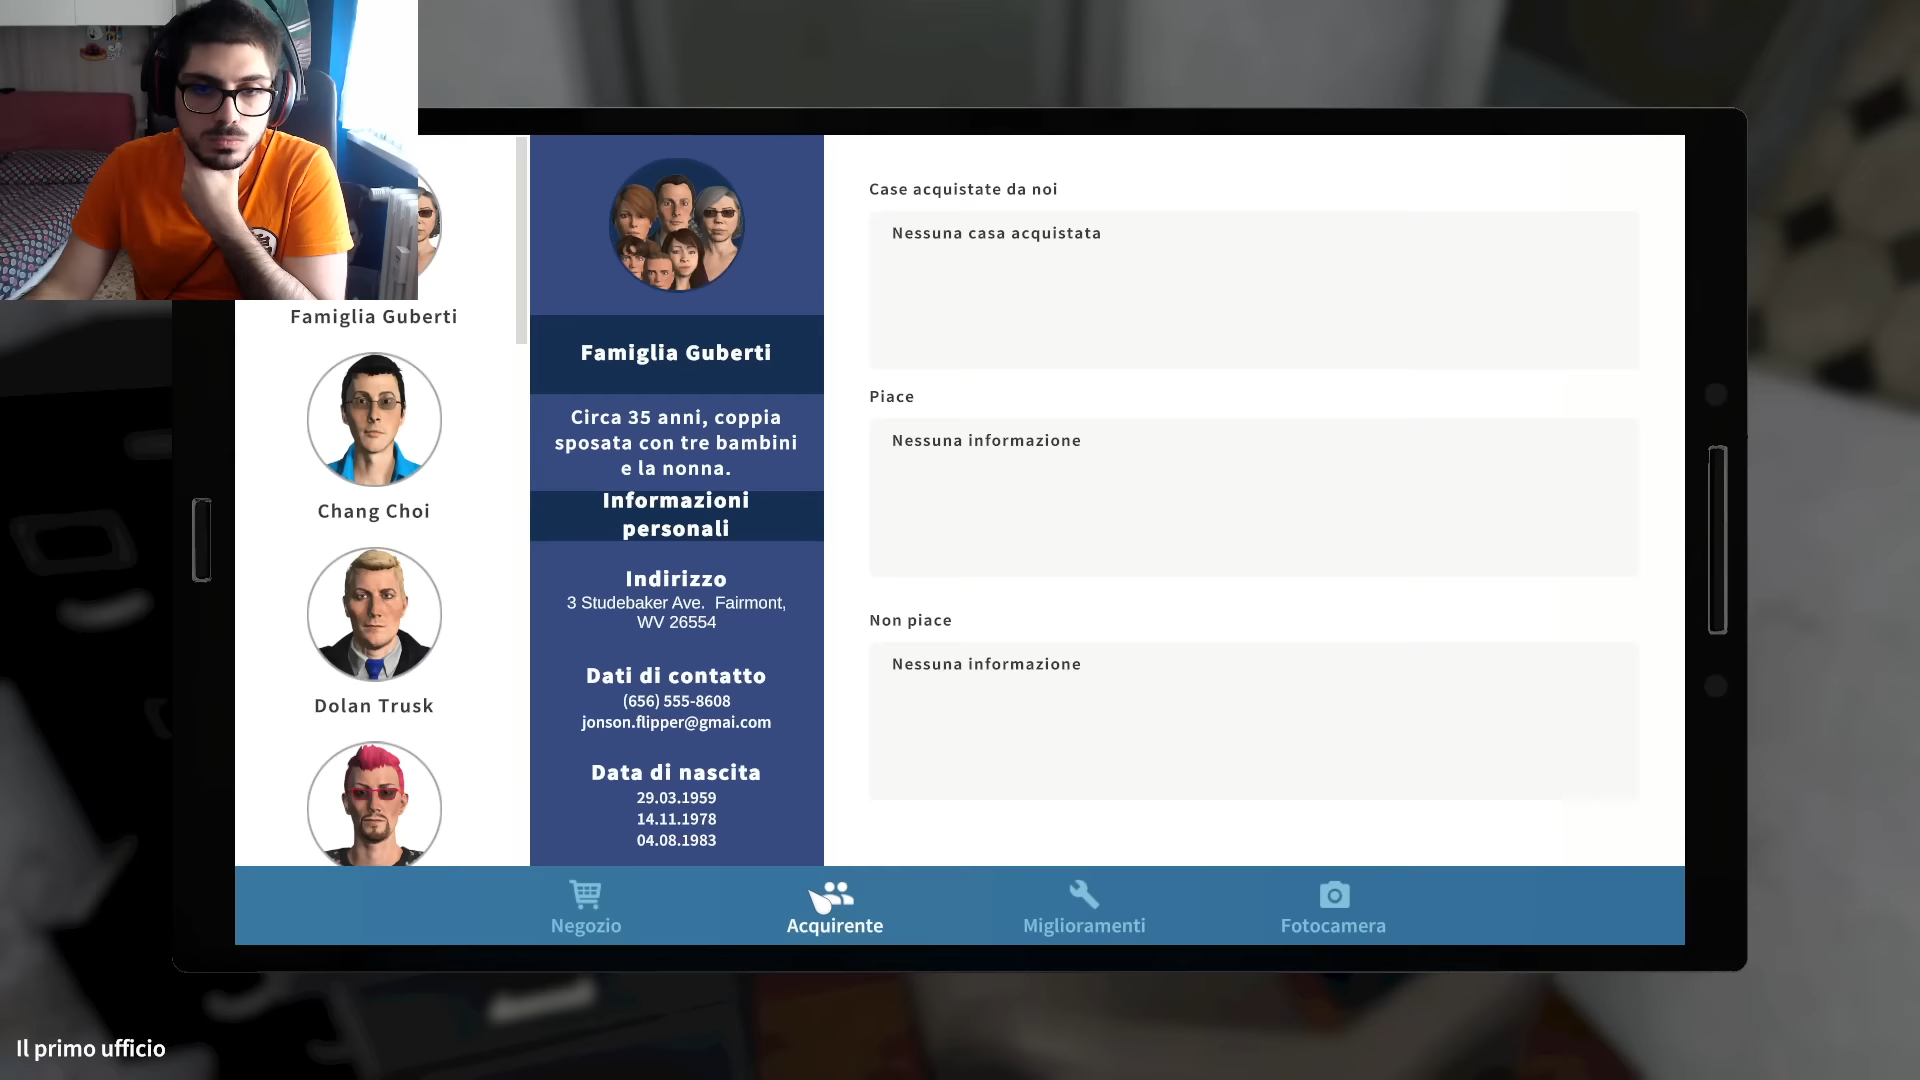 Famiglia Guberti
Chang Choi
Dolan Trusk
Famiglia Guberti
Circa 35 anni, coppia
sposata con tre bambini
e la nonna.
Informazioni
personali
Indirizzo
3 Studebaker Ave.  Fairmont,
WV 26554
Dati di contatto
(656) 555-8608
jonson.flipper@gmai.com
Data di nascita
29.03.1959
14.11.1978
04.08.1983
Case acquistate da noi
Nessuna casa acquistata
Piace
Nessuna informazione
Non piace
Nessuna informazione
Negozio
Acquirente
Miglioramenti
Fotocamera
Il primo ufficio